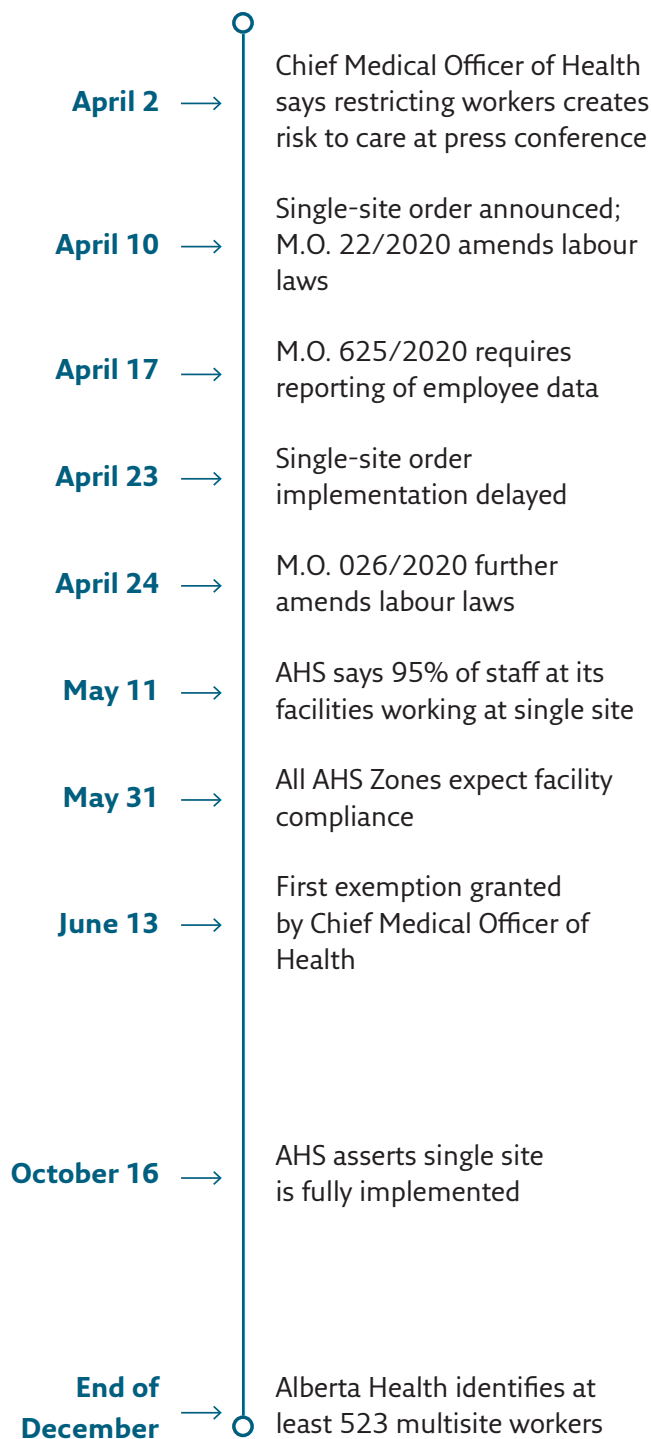 April 2
Chief Medical Officer of Health
says restricting workers creates
risk to care at press conference
April 10
Single-site order announced;
M.O. 22/2020 amends labour
laws
April 17
M.O. 625/2020 requires
reporting of employee data
April 23
Single-site order
implementation delayed
April 24
M.O. 026/2020 further
amends labour laws
May 11
AHS says 95% of staff at its
facilities working at single site
May 31
All AHS Zones expect facility
compliance
June 13
First exemption granted
by Chief Medical Officer of
Health
October 16
AHS asserts single site
is fully implemented
End of
December
Alberta Health identifies at
least 523 multisite workers